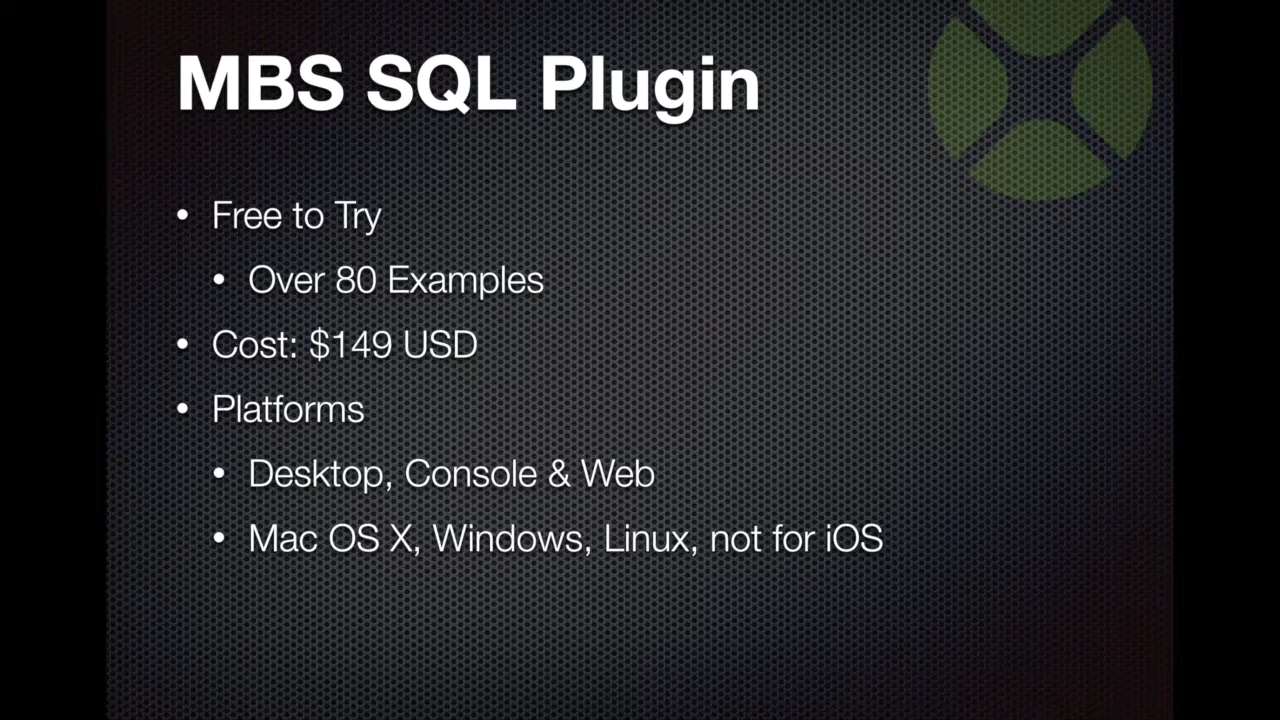 MBS SQL Plugin
• Free to Try
• Over 80 Examples
• Cost: $149 USD
• Platforms
• Desktop, Console & Web
• Mac OS X, Windows, Linux, not for iOS